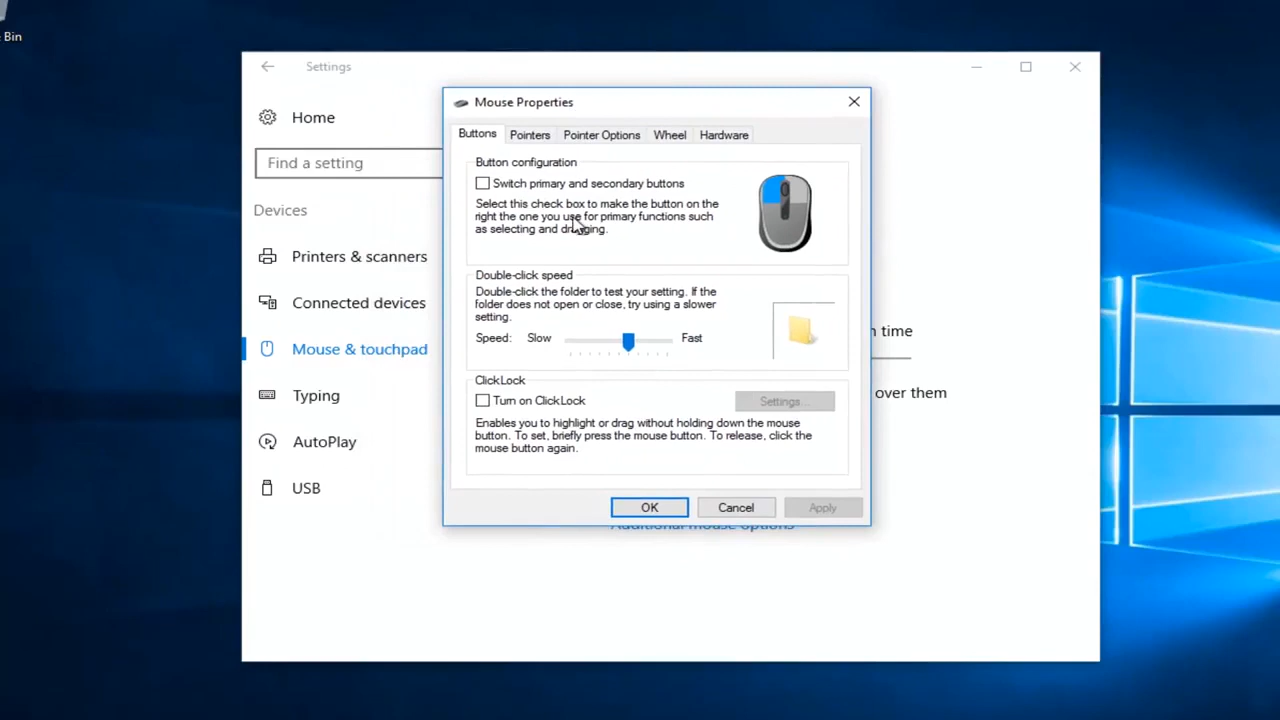 Bin
Settings
Home
Find a setting
Devices
Printers & scanners
Connected devices
Mouse & touchpad
Typing
AutoPlay
USB
Mouse Properties
Buttons Pointers Pointer Options Wheel Hardware
Button configuration
Switch primary and secondary buttons
Select this check box to make the button on the
right the one you use for primary functions such
as selecting and dragging.
Double-click speed
Double-click the folder to test your setting. If the
folder does not open or close, try using a slower
setting.
Speed: Slow Fast
ClickLock
Turn on ClickLock Settings...
Enables you to highlight or drag without holding down the mouse
button. To set, briefly press the mouse button. To release, click the
mouse button again.
OK Cancel Apply
time
over them
Additional mouse options